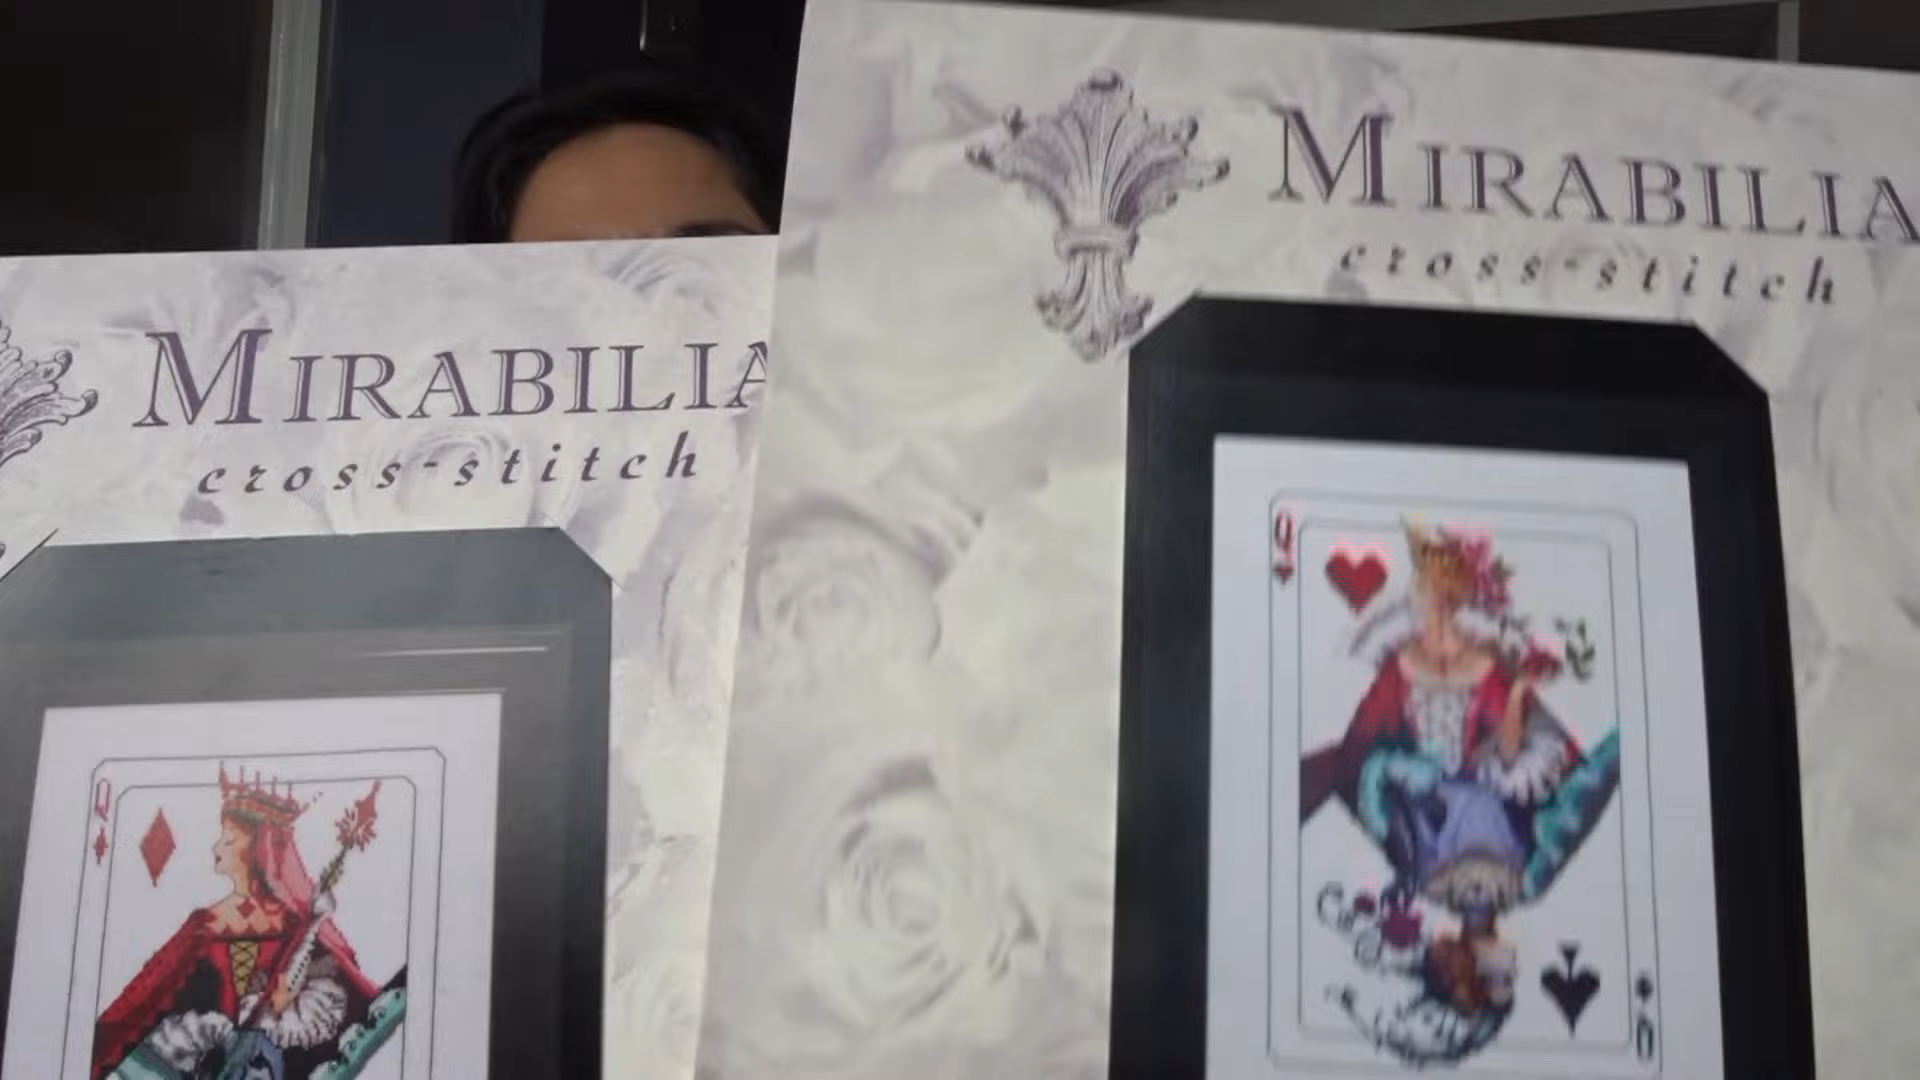 MIRABILIA
cross-stitch
Q
MIRABILIA
cross-stitch
Q
Q